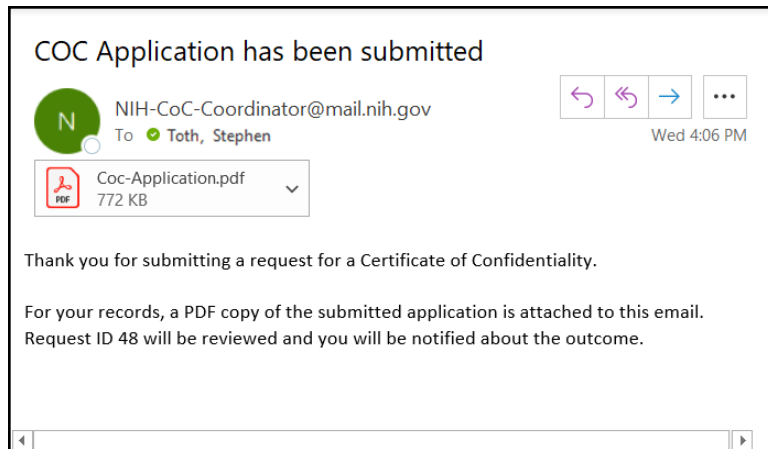 COC Application has been submitted
N
NIH-CoC-Coordinator@mail.nih.gov
To Toth, Stephen
Wed 4:06 PM
PDF
Coc-Application.pdf
772 KB
Thank you for submitting a request for a Certificate of Confidentiality.
For your records, a PDF copy of the submitted application is attached to this email.
Request ID 48 will be reviewed and you will be notified about the outcome.